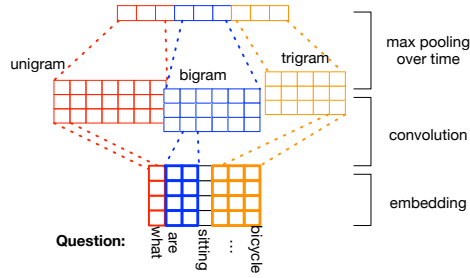 unigram
bigram
trigram
max pooling
over time
convolution
embedding
Question:
what
are
sitting
...
bicycle